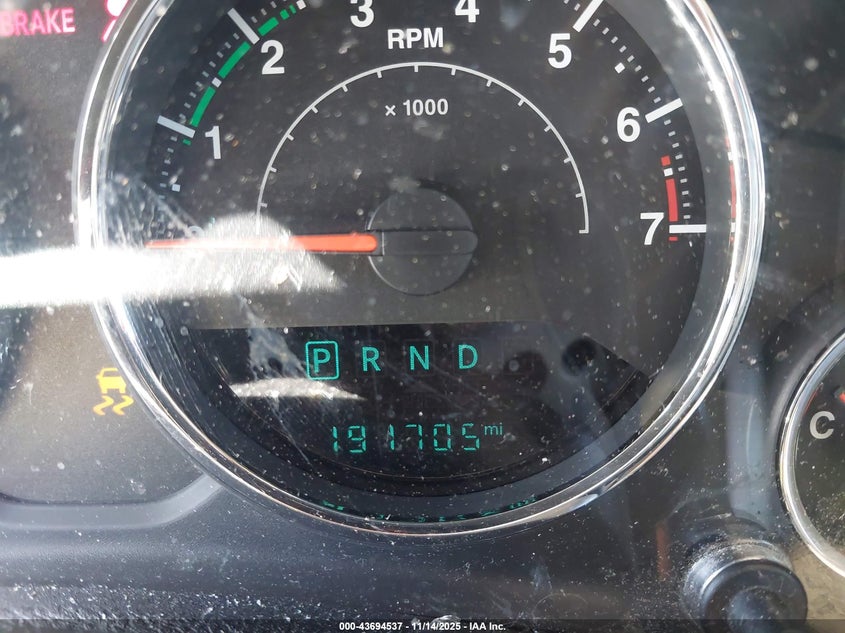 BRAKE
1 2 3 4 5 6 7
RPM
x 1000
P R N D
191705 mi
C
000-43694537 - 11/14/2025 - IAA Inc.